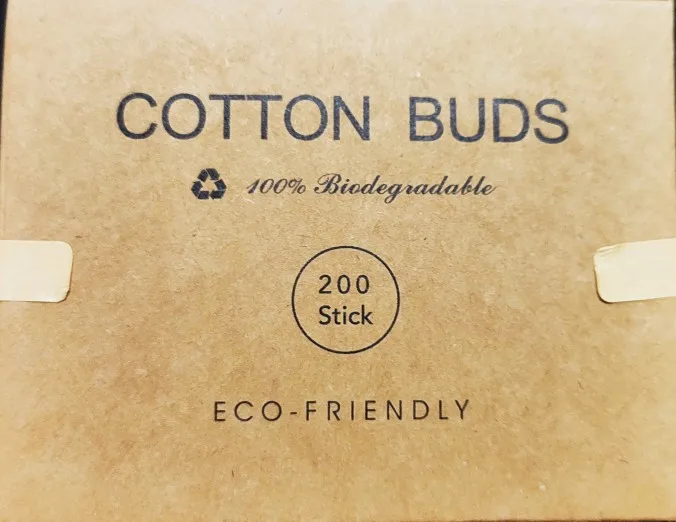 COTTON BUDS
100% Biodegradable
200
Stick
ECO-FRIENDLY